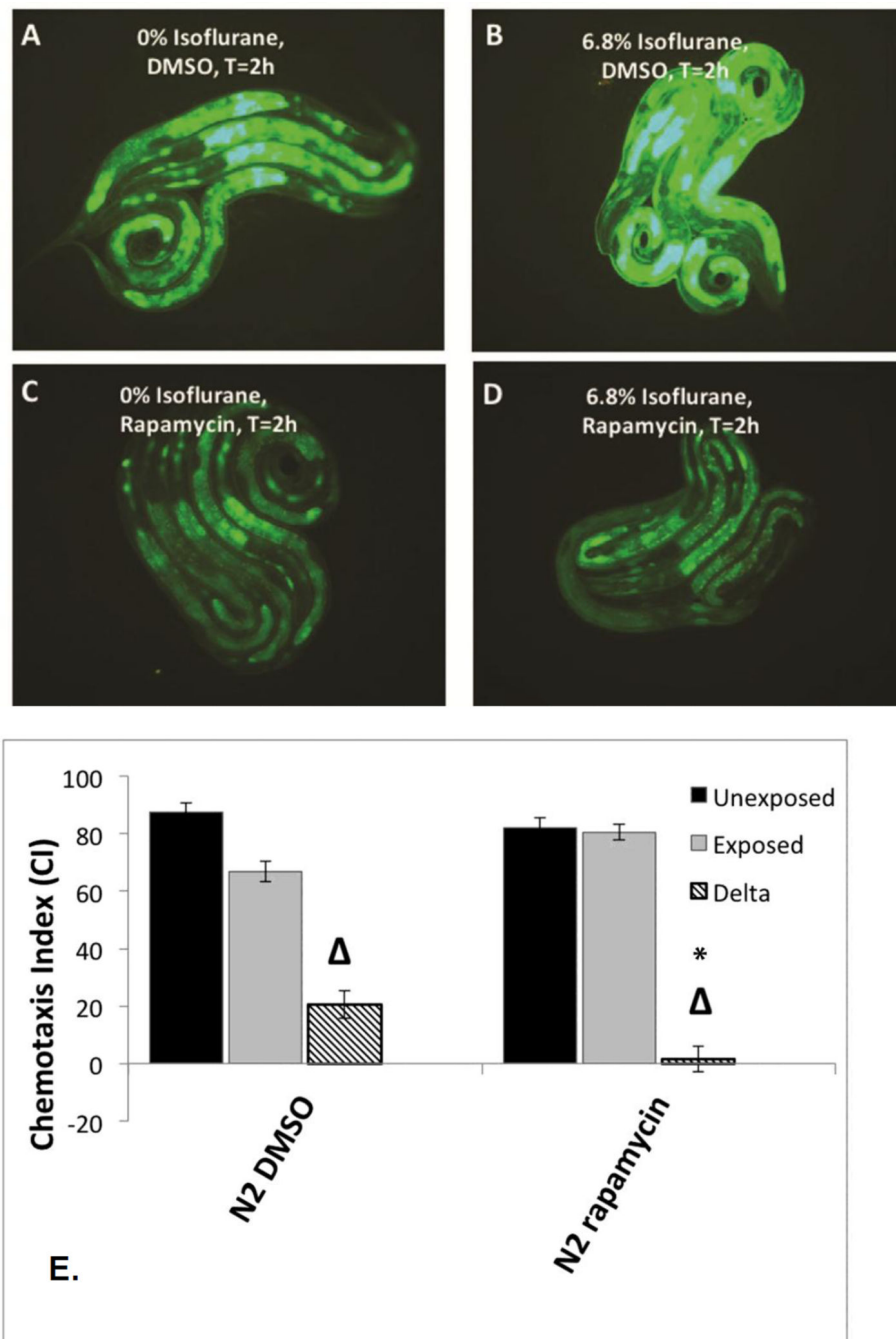 A
0% Isoflurane,
DMSO, T=2h
B
6.8% Isoflurane,
DMSO, T=2h
C
0% Isoflurane,
Rapamycin, T=2h
D
6.8% Isoflurane,
Rapamycin, T=2h
Chemotaxis Index (CI)
100
80
60
40
20
0
-20
Δ
*
Δ
Unexposed
Exposed
Delta
N2 DMSO
N2 rapamycin
E.